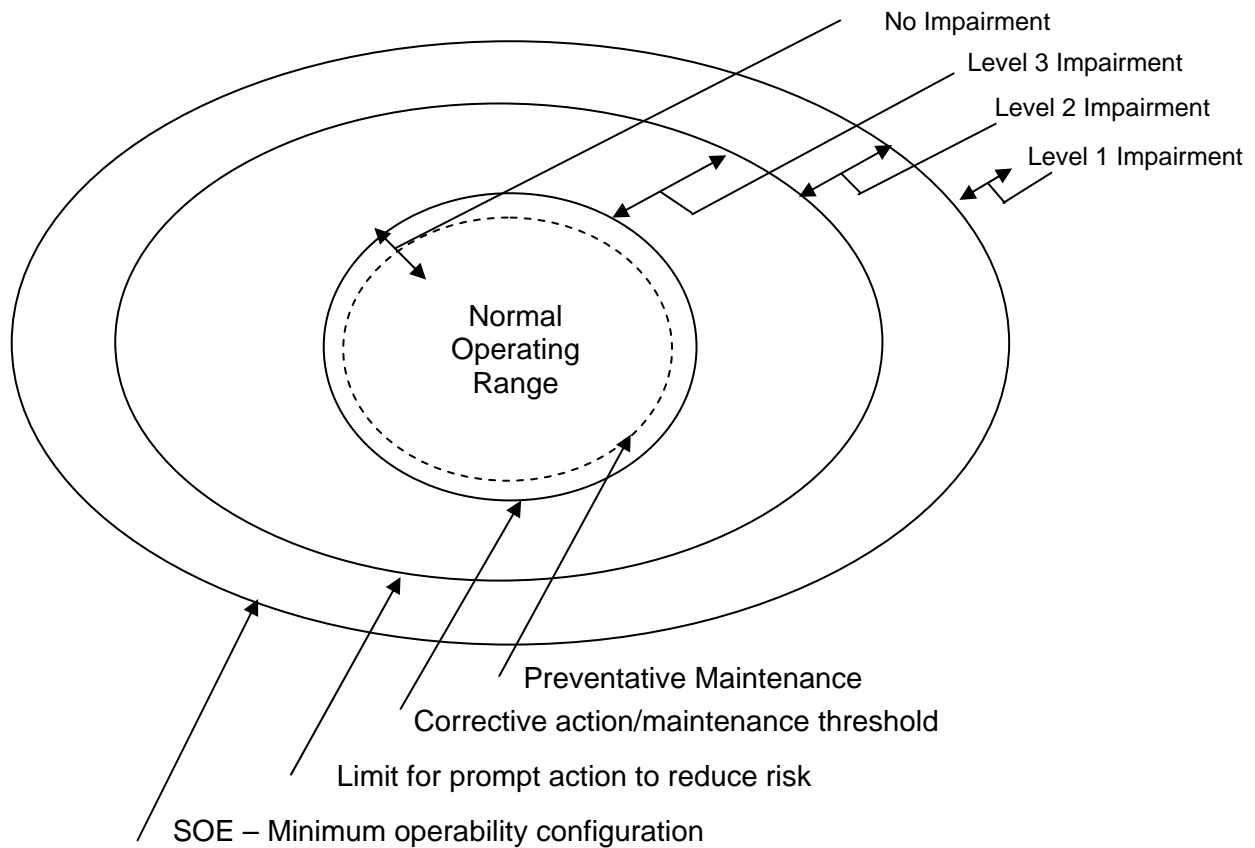 No Impairment
Level 3 Impairment
Level 2 Impairment
Level 1 Impairment
Normal
Operating
Range
Preventative Maintenance
Corrective action/maintenance threshold
Limit for prompt action to reduce risk
SOE – Minimum operability configuration